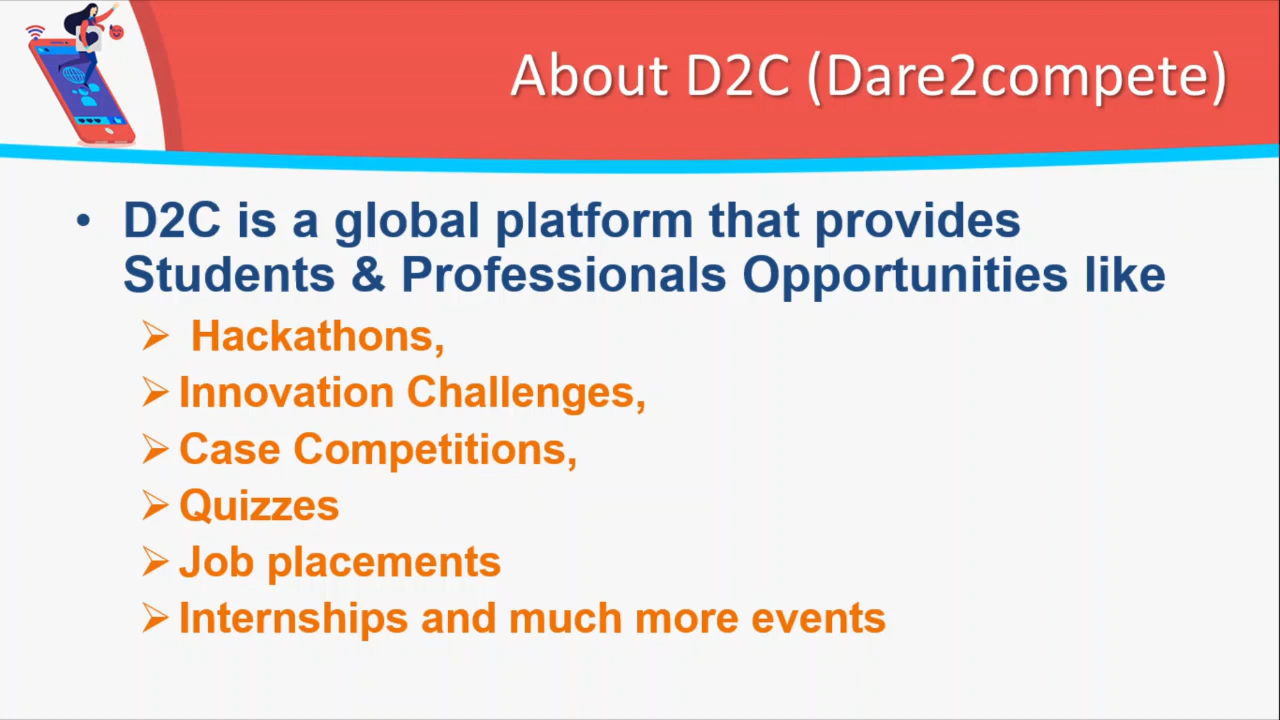 About D2C (Dare2compete)
• D2C is a global platform that provides
Students & Professionals Opportunities like
➢ Hackathons,
➢ Innovation Challenges,
➢ Case Competitions,
➢ Quizzes
➢ Job placements
➢ Internships and much more events